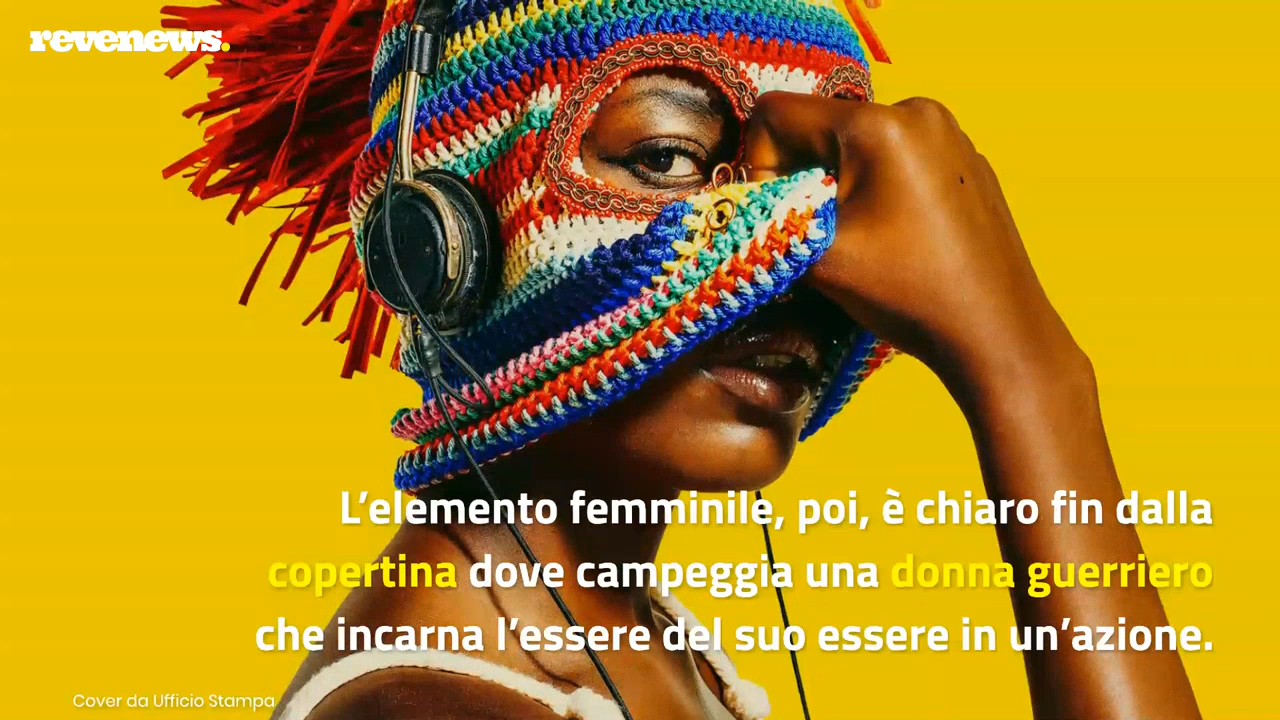 revenews.
L'elemento femminile, poi, è chiaro fin dalla
copertina dove campeggia una donna guerriero
che incarna l'essere del suo essere in un'azione.
Cover da Ufficio Stampa